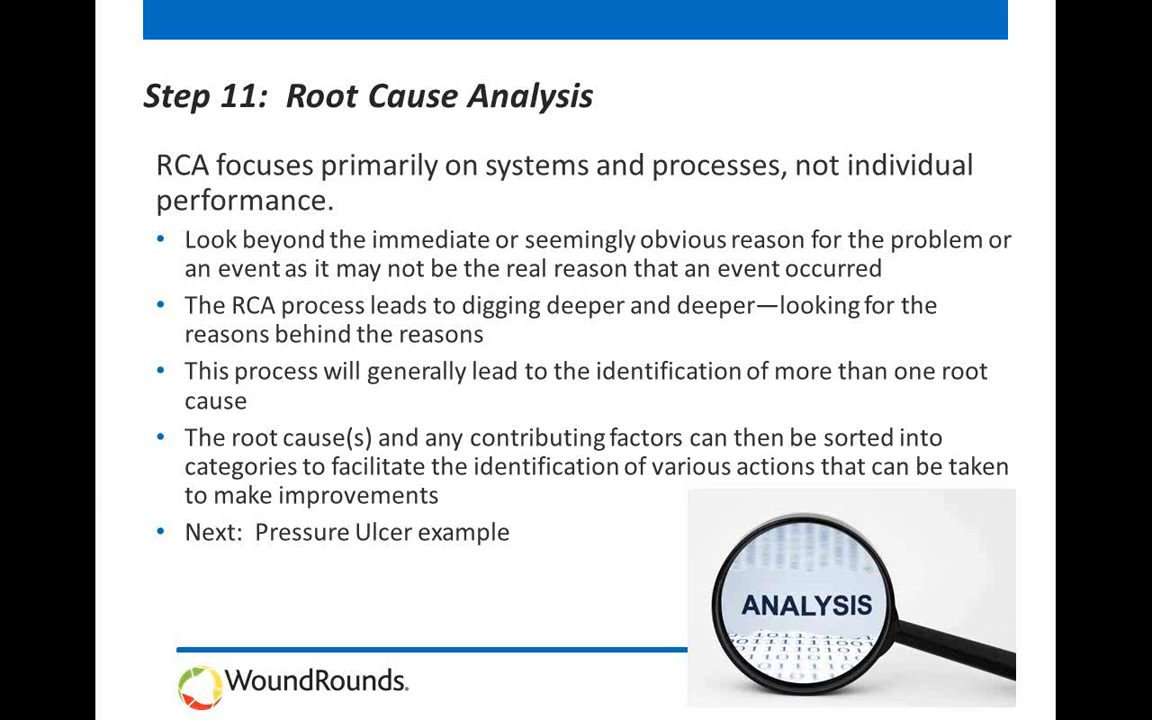 Step 11:  Root Cause Analysis
RCA focuses primarily on systems and processes, not individual
performance.
• Look beyond the immediate or seemingly obvious reason for the problem or
an event as it may not be the real reason that an event occurred
• The RCA process leads to digging deeper and deeper—looking for the
reasons behind the reasons
• This process will generally lead to the identification of more than one root
cause
• The root cause(s) and any contributing factors can then be sorted into
categories to facilitate the identification of various actions that can be taken
to make improvements
• Next:  Pressure Ulcer example
ANALYSIS
WoundRounds.